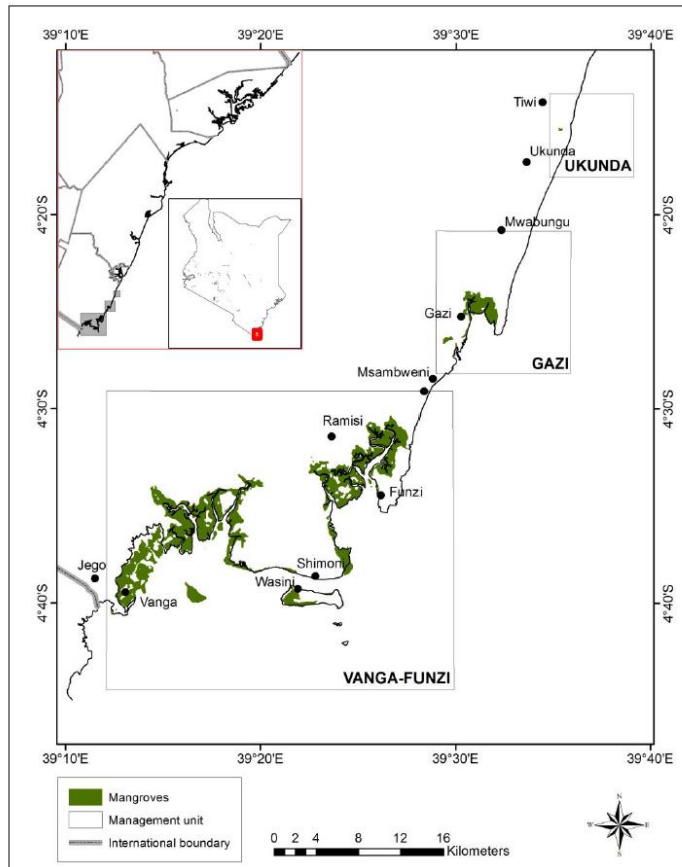 39°10'E 39°20'E 39°30'E 39°40'E
Tiwi
Ukunda
UKUNDA
4°20'S 4°20'S
Mwabungu
Gazi
GAZI
Msambweni
4°30'S 4°30'S
Ramisi
Funzi
Jego
Shimoni
Wasini
4°40'S 4°40'S
Vanga
VANGA-FUNZI
39°10'E 39°20'E 39°30'E 39°40'E
Mangroves
Management unit
International boundary
0 2 4 8 12 16
Kilometers
N
W E
S